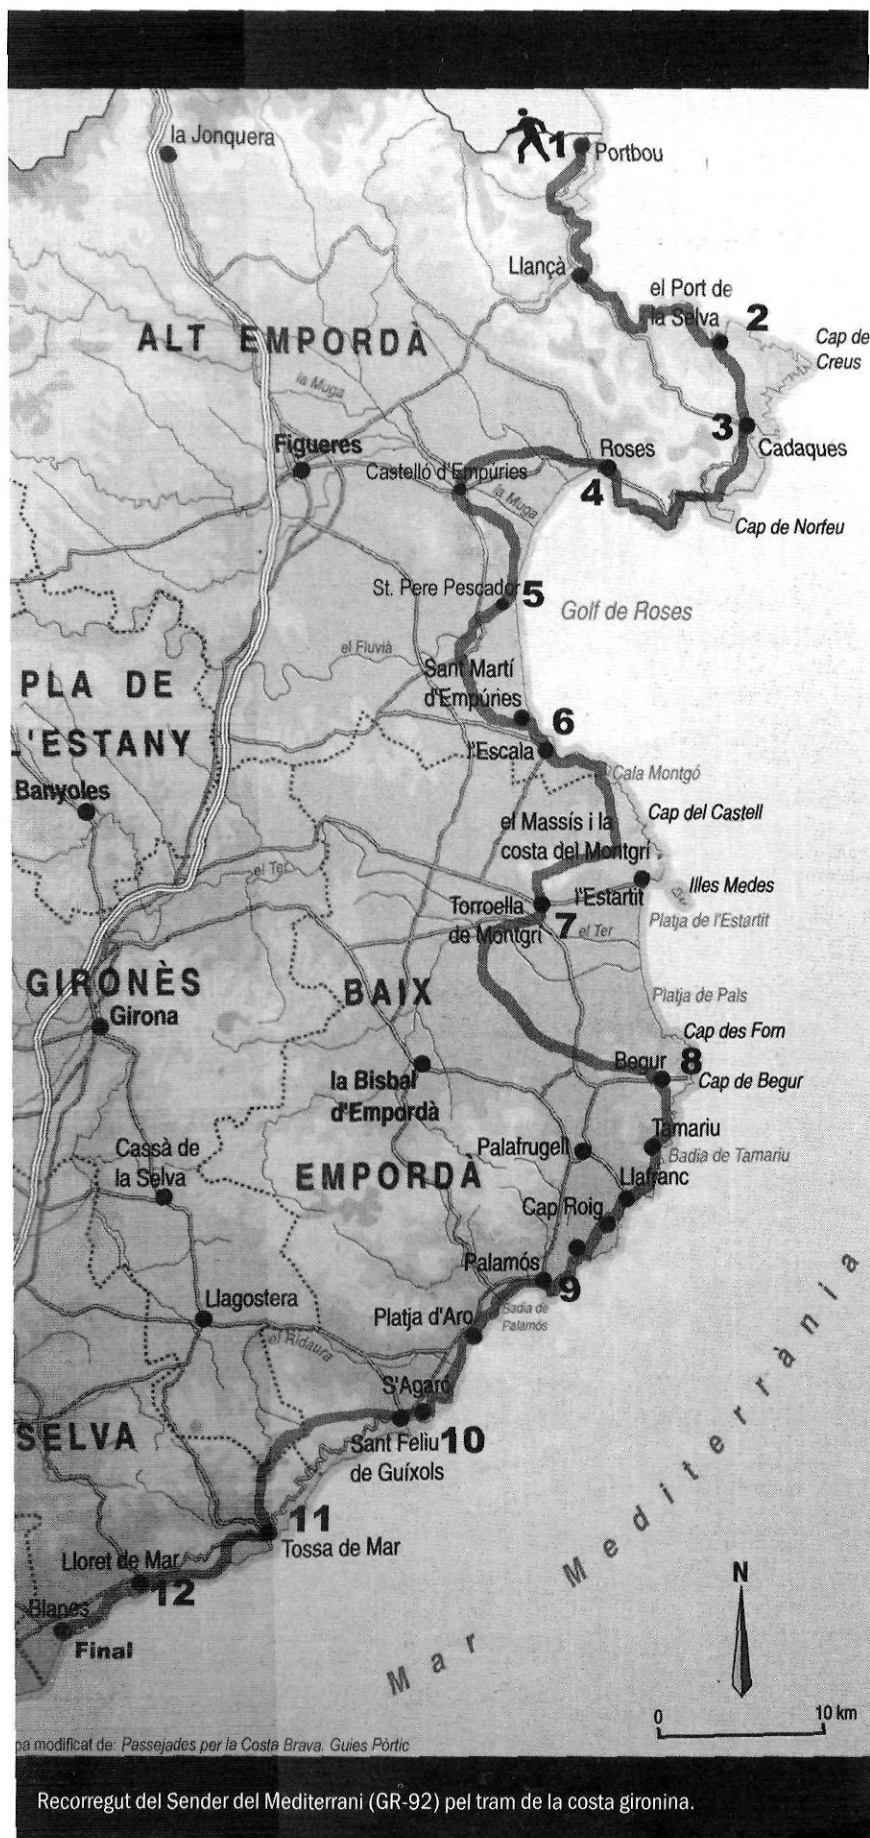 la Jonquera
1
Portbou
Llançà
el Port de
la Selva
2
Cap de
Creus
ALT EMPORDÀ
la Muga
3
Cadaques
Figueres
Roses
4
Castelló d'Empúries
la Muga
Cap de Norfeu
St. Pere Pescador
5
Golf de Roses
el Fluvià
PLA DE
L'ESTANY
Sant Martí
d'Empúries
6
l'Escala
Cala Montgó
Banyoles
Cap del Castell
el Massís i la
costa del Montgrí
el Ter
Illes Medes
l'Estartit
Torroella
de Montgrí
7
el Ter
Platja de l'Estartit
GIRONÈS
BAIX
Platja de Pals
Girona
Cap des Forn
Begur
8
Cap de Begur
la Bisbal
d'Empordà
Tamariu
Badia de Tamariu
Palafrugell
Cassà de
la Selva
EMPORDÀ
Llafranc
Cap Roig
Palamós
9
Badia de
Palamós
Llagostera
Platja d'Aro
el Ridaura
S'Agaró
SELVA
Sant Feliu
de Guíxols
10
11
Tossa de Mar
Lloret de Mar
12
Blanes
Final
Mar Mediterrània
N
0 10 km
pa modificat de: Passejades per la Costa Brava. Guies Pòrtic
Recorregut del Sender del Mediterrani (GR-92) pel tram de la costa gironina.